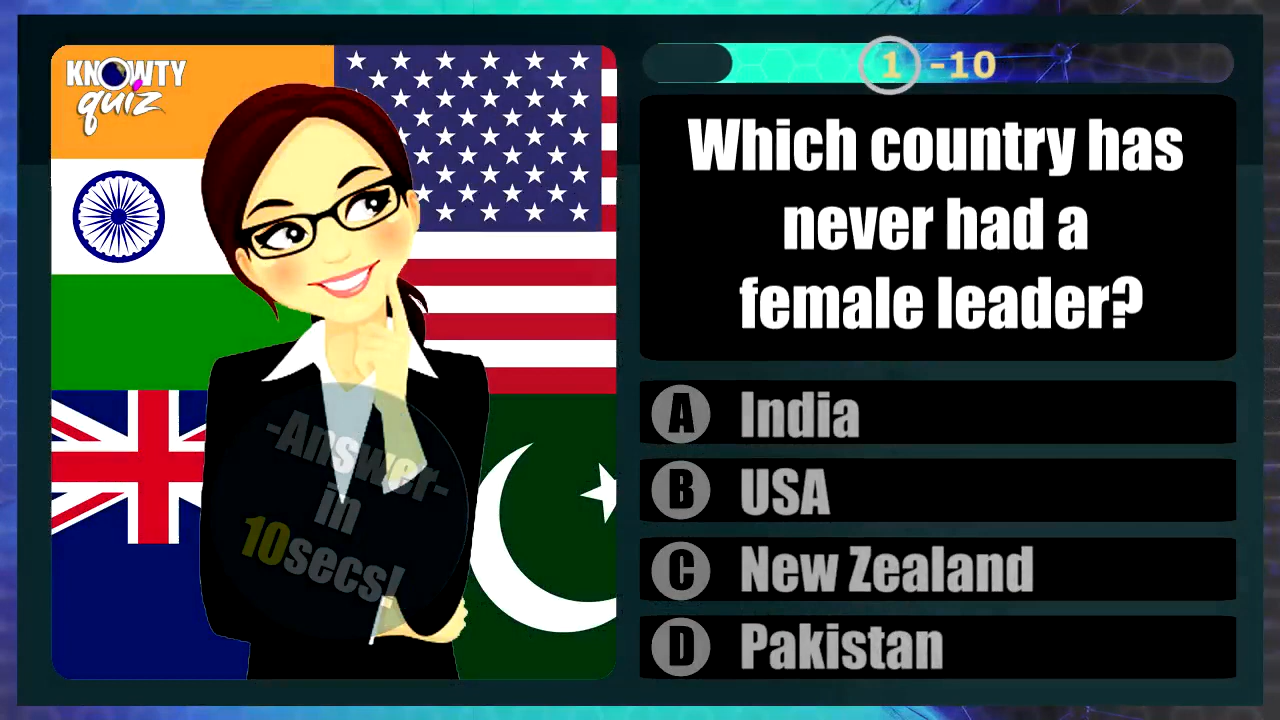 KNOWTY
quiz
-Answer-
in
10secs!
1 -10
Which country has
never had a
female leader?
A India
B USA
C New Zealand
D Pakistan